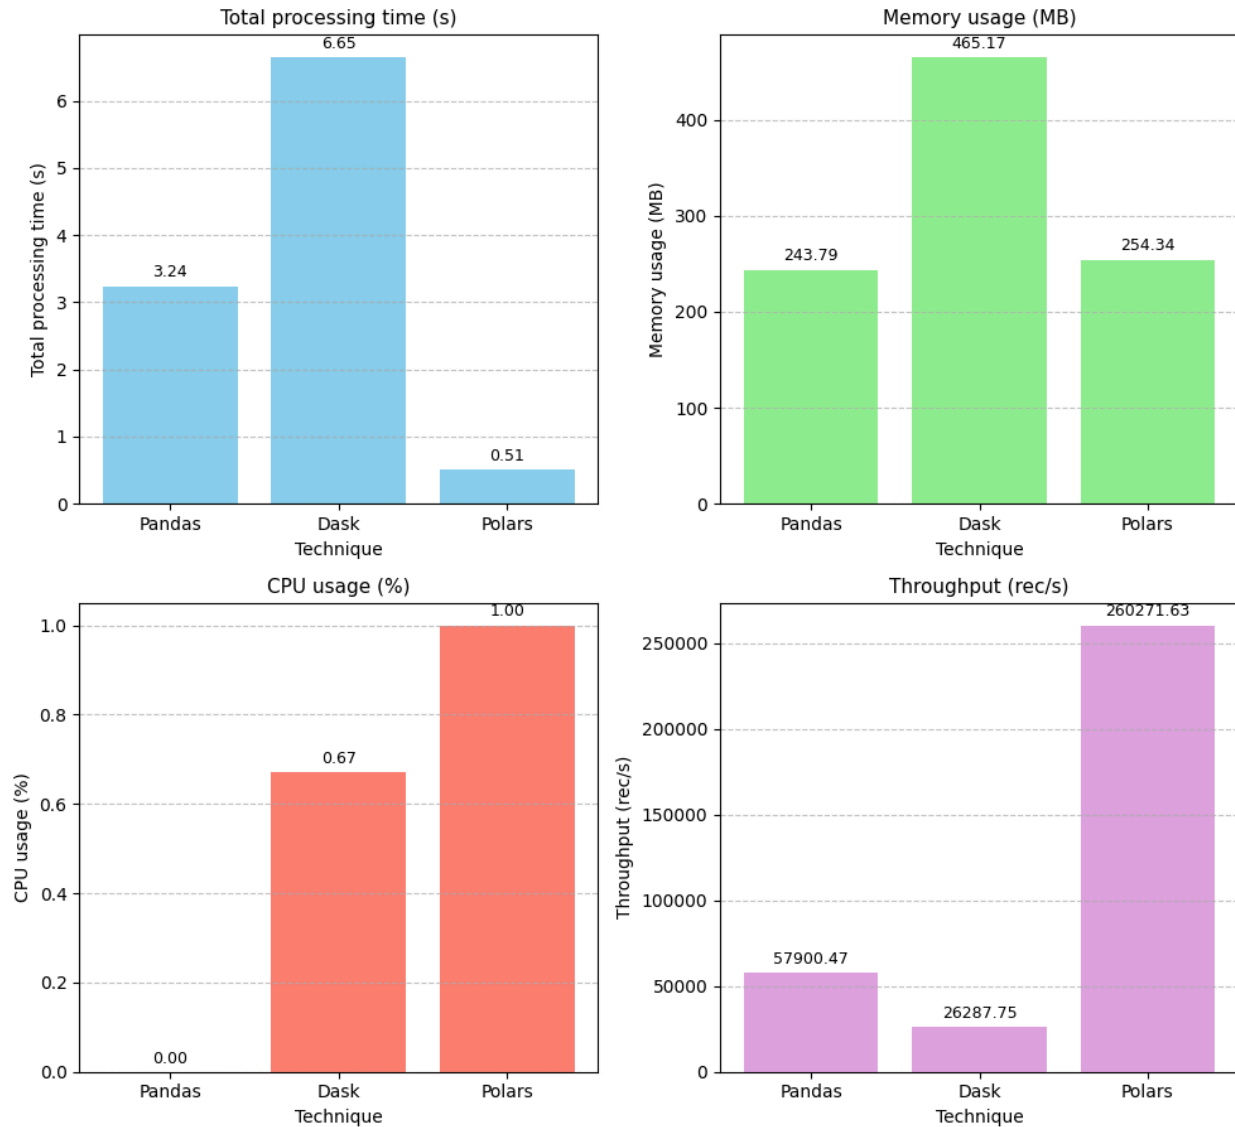 Total processing time (s)
6.65
6
5
4
3.24
3
2
1
0.51
0
Total processing time (s)
Pandas Dask Polars
Technique
Memory usage (MB)
465.17
400
300
254.34
243.79
200
100
0
Memory usage (MB)
Pandas Dask Polars
Technique
CPU usage (%)
1.00
1.0
0.8
0.67
0.6
0.4
0.2
0.00
0.0
CPU usage (%)
Pandas Dask Polars
Technique
Throughput (rec/s)
260271.63
250000
200000
150000
100000
57900.47
50000
26287.75
0
Throughput (rec/s)
Pandas Dask Polars
Technique